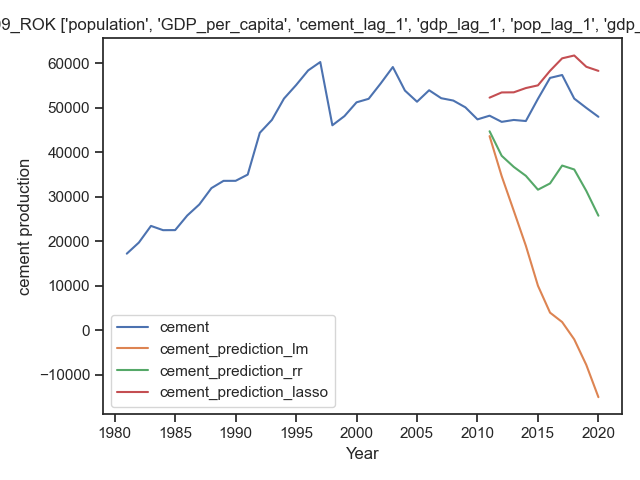 09_ROK ['population', 'GDP_per_capita', 'cement_lag_1', 'gdp_lag_1', 'pop_lag_1', 'gdp_
60000
50000
40000
30000
20000
10000
0
−10000
cement production
cement
cement_prediction_lm
cement_prediction_rr
cement_prediction_lasso
1980 1985 1990 1995 2000 2005 2010 2015 2020
Year